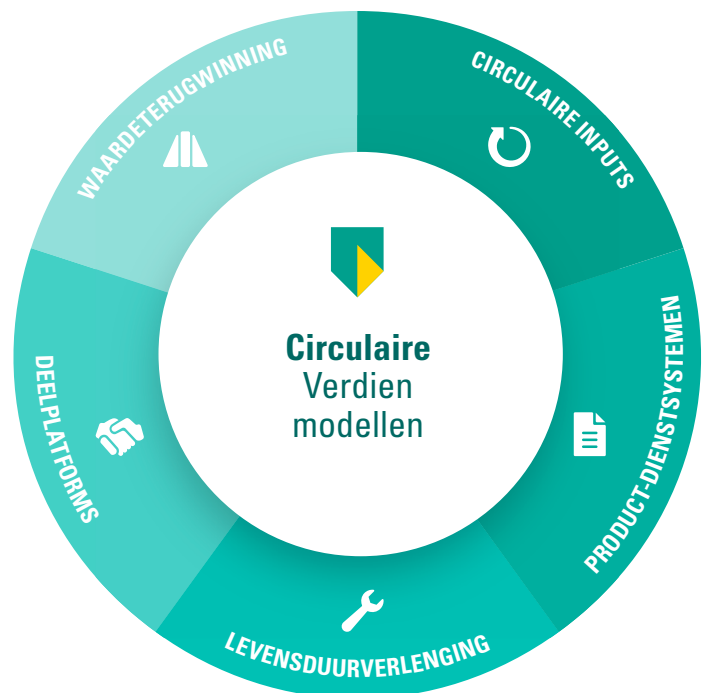 WAARDETERUGWINNING
CIRCULAIRE INPUTS
PRODUCT-DIENSTSYSTEMEN
LEVENSDUURVERLENGING
DEELPLATFORMS
Circulaire
Verdien
modellen